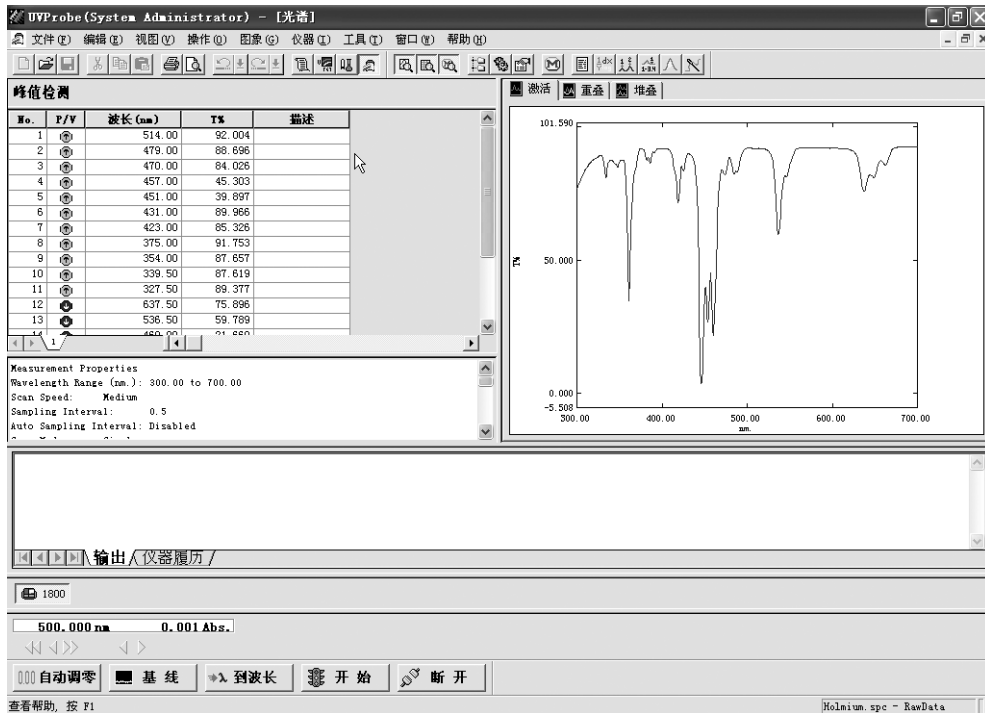 UVProbe(System Administrator) - [光谱]
文件(F) 编辑(E) 视图(V) 操作(O) 图象(G) 仪器(I) 工具(T) 窗口(W) 帮助(H)
峰值检测
No. P/V 波长(nm) T% 描述
1 514.00 92.004
2 479.00 88.696
3 470.00 84.026
4 457.00 45.303
5 451.00 39.897
6 431.00 89.966
7 423.00 85.326
8 375.00 91.753
9 354.00 87.657
10 339.50 87.619
11 327.50 89.377
12 637.50 75.896
13 536.50 59.789
14 460.00 21.660
1
Measurement Properties
Wavelength Range (nm.): 300.00 to 700.00
Scan Speed: Medium
Sampling Interval: 0.5
Auto Sampling Interval: Disabled
激活 重叠 堆叠
101.590
T%
50.000
0.000
-5.508
300.00 400.00 500.00 600.00 700.00
nm.
输出 仪器履历
1800
500.000 nm 0.001 Abs.
自动调零 基线 λ 到波长 开始 断开
查看帮助, 按 F1
Holmium.spc - RawData